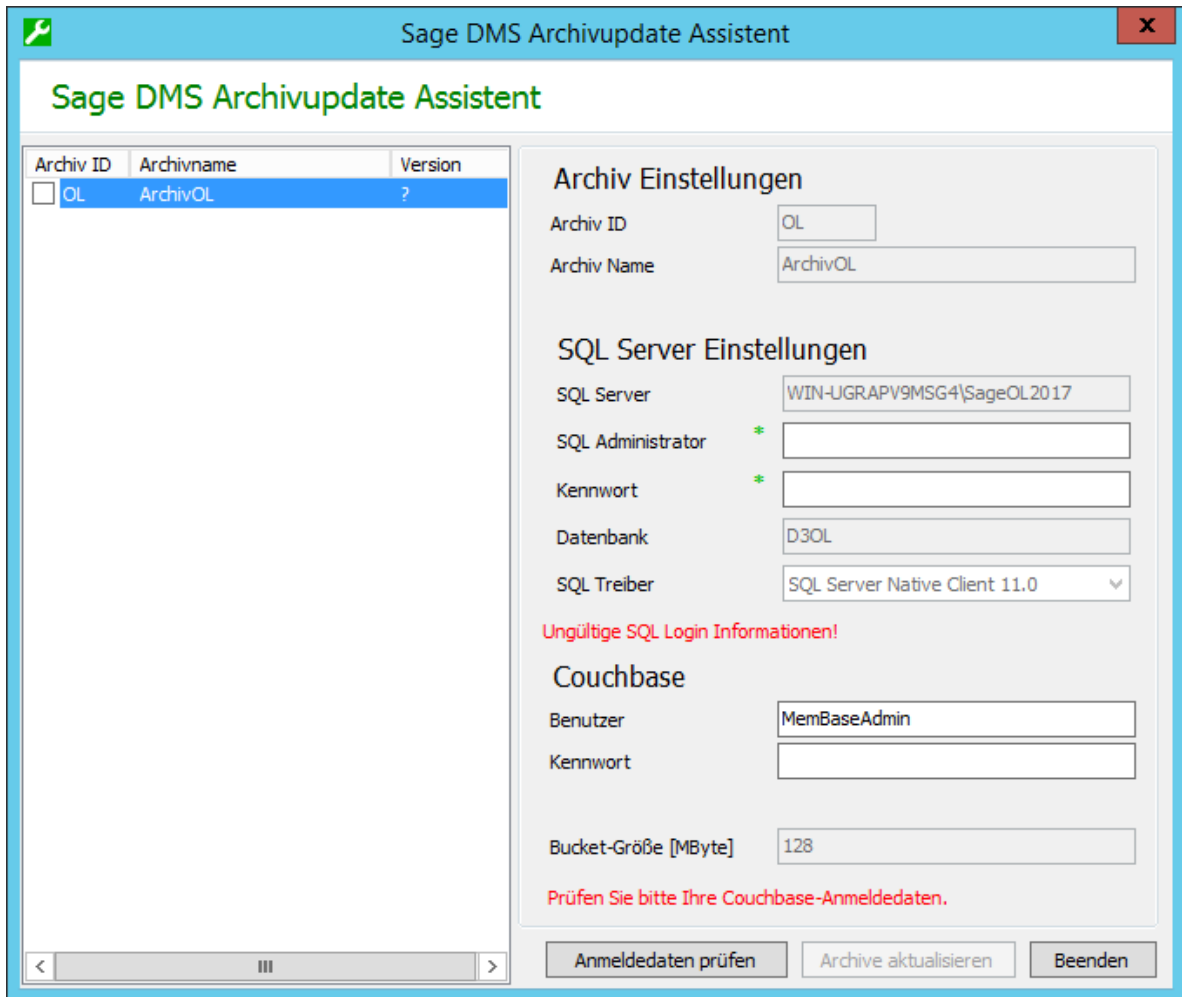 Sage DMS Archivupdate Assistent
X
Sage DMS Archivupdate Assistent
Archiv ID Archivname Version
OL ArchivOL ?
Archiv Einstellungen
Archiv ID OL
Archiv Name ArchivOL
SQL Server Einstellungen
SQL Server WIN-UGRAPV9MSG4\SageOL2017
SQL Administrator *
Kennwort *
Datenbank D3OL
SQL Treiber SQL Server Native Client 11.0
Ungültige SQL Login Informationen!
Couchbase
Benutzer MemBaseAdmin
Kennwort
Bucket-Größe [MByte] 128
Prüfen Sie bitte Ihre Couchbase-Anmeldedaten.
Anmeldedaten prüfen Archive aktualisieren Beenden